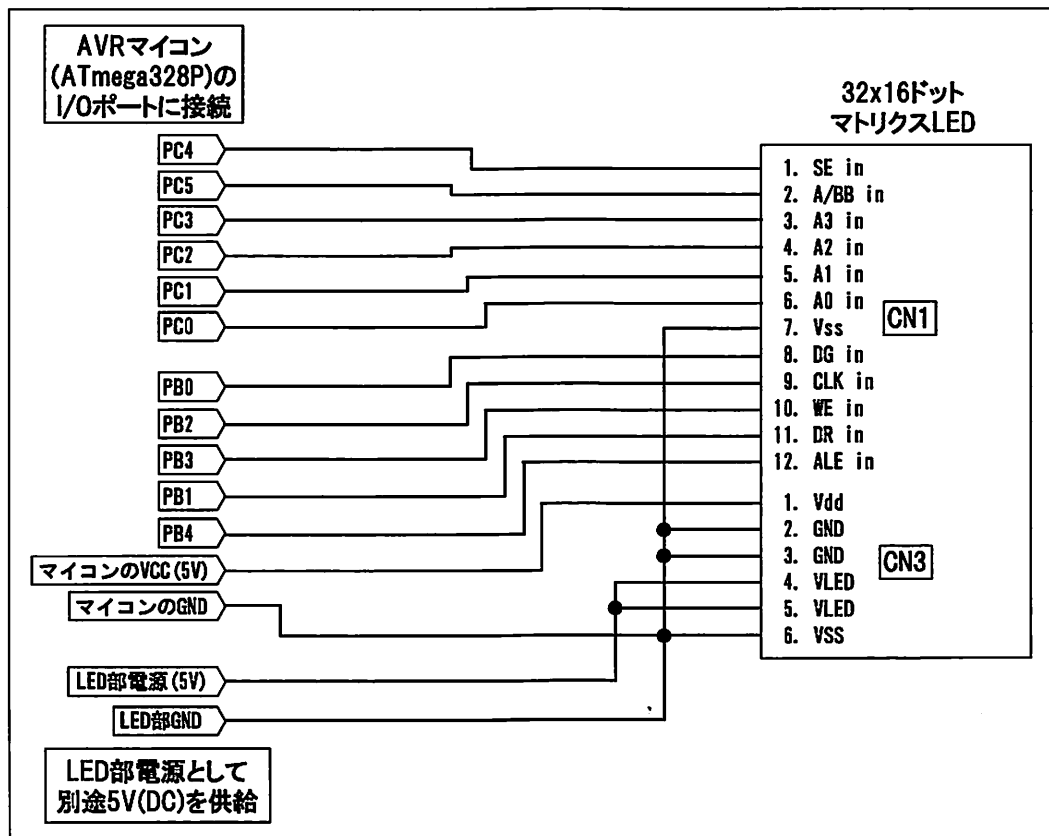 AVRマイコン
(ATmega328P)の
I/Oポートに接続
32x16ドット
マトリクスLED
PC4
PC5
PC3
PC2
PC1
PC0
PB0
PB2
PB3
PB1
PB4
マイコンのVCC(5V)
マイコンのGND
LED部電源(5V)
LED部GND
1. SE in
2. A/BB in
3. A3 in
4. A2 in
5. A1 in
6. A0 in
7. Vss
8. DG in
9. CLK in
10. WE in
11. DR in
12. ALE in
CN1
1. Vdd
2. GND
3. GND
4. VLED
5. VLED
6. VSS
CN3
LED部電源として
別途5V(DC)を供給